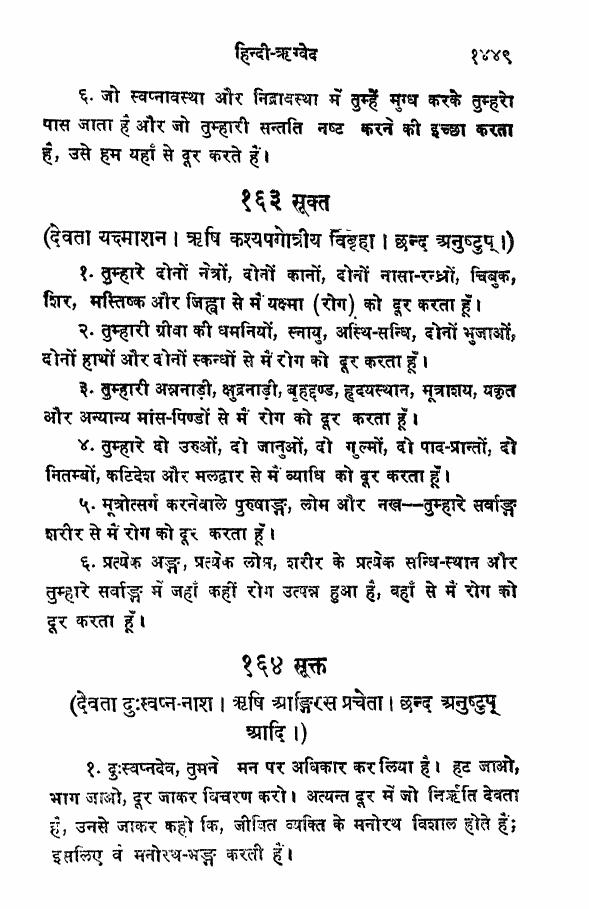 हिन्दी-ऋग्वेद १४४९
६. जो स्वप्नावस्था और निद्रावस्था में तुम्हें मुग्ध करके तुम्हारे
पास जाता है और जो तुम्हारी सन्तति नष्ट करने की इच्छा करता
है, उसे हम यहाँ से दूर करते हैं।
१६३ सूक्त
(देवता यक्ष्माशन। ऋषि कश्यपगोत्रीय विवृहा। छन्द अनुष्टुप्।)
१. तुम्हारे दोनों नेत्रों, दोनों कानों, दोनों नासा-रन्ध्रों, चिबुक,
शिर, मस्तिष्क और जिह्वा से मैं यक्ष्मा (रोग) को दूर करता हूँ।
२. तुम्हारी ग्रीवा की धमनियों, स्नायु, अस्थि-सन्धि, दोनों भुजाओं,
दोनों हाथों और दोनों स्कन्धों से मैं रोग को दूर करता हूँ।
३. तुम्हारी अन्ननाड़ी, क्षुद्रनाड़ी, बृहद्दण्ड, हृदयस्थान, मूत्राशय, यकृत
और अन्यान्य मांस-पिण्डों से मैं रोग को दूर करता हूँ।
४. तुम्हारे दो उरुओं, दो जानुओं, दो गुल्मों, दो पाद-प्रान्तों, दो
नितम्बों, कटिदेश और मलद्वार से मैं व्याधि को दूर करता हूँ।
५. मूत्रोत्सर्ग करनेवाले पुरुषाङ्ग, लोम और नख—तुम्हारे सर्वाङ्ग
शरीर से मैं रोग को दूर करता हूँ।
६. प्रत्येक अङ्ग, प्रत्येक लोम, शरीर के प्रत्येक सन्धि-स्थान और
तुम्हारे सर्वाङ्ग में जहाँ कहीं रोग उत्पन्न हुआ है, वहाँ से मैं रोग को
दूर करता हूँ।
१६४ सूक्त
(देवता दुःस्वप्न-नाश। ऋषि आङ्गिरस प्रचेता। छन्द अनुष्टुप्
आदि।)
१. दुःस्वप्नदेव, तुमने मन पर अधिकार कर लिया है। हट जाओ,
भाग जाओ, दूर जाकर विचरण करो। अत्यन्त दूर में जो निर्ऋति देवता
हैं, उनसे जाकर कहो कि, जीवित व्यक्ति के मनोरथ विशाल होते हैं;
इसलिए वे मनोरथ-भङ्ग करती हैं।